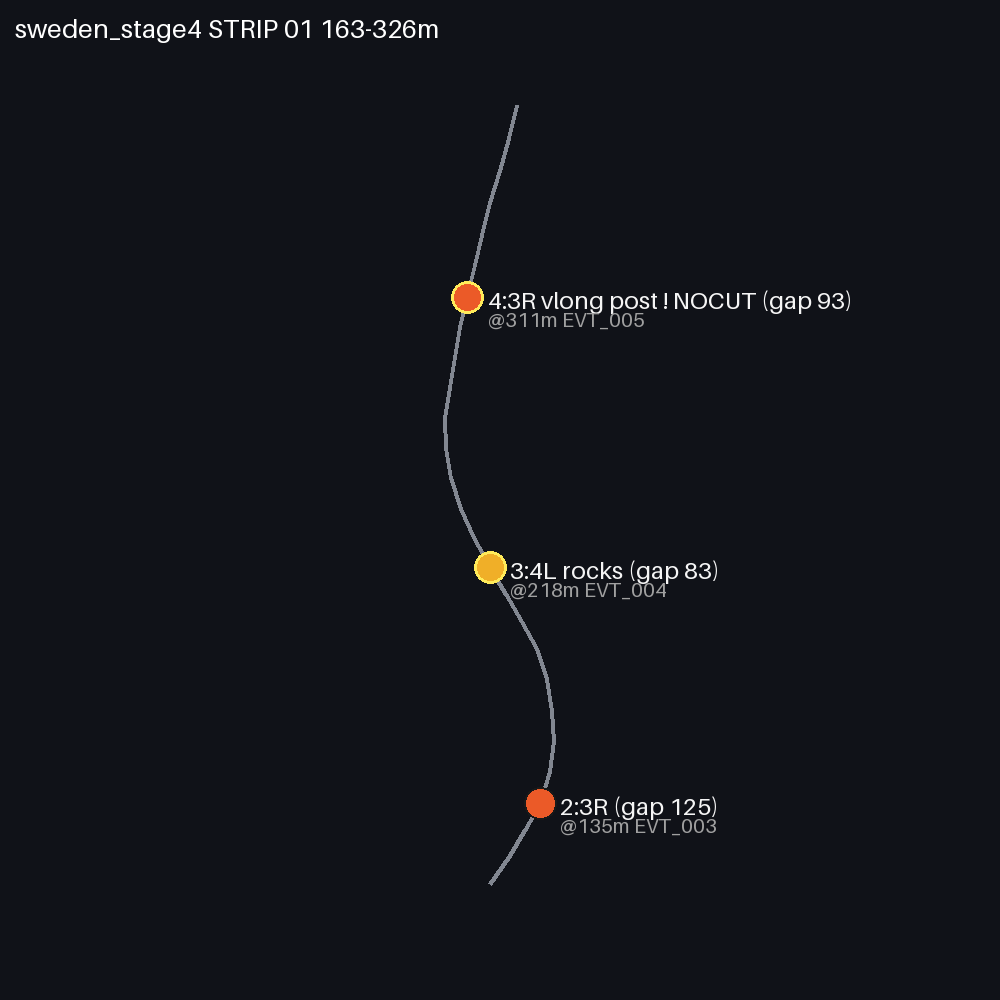 sweden_stage4 STRIP 01 163-326m
4:3R vlong post ! NOCUT (gap 93)
@311m EVT_005
3:4L rocks (gap 83)
@218m EVT_004
2:3R (gap 125)
@135m EVT_003